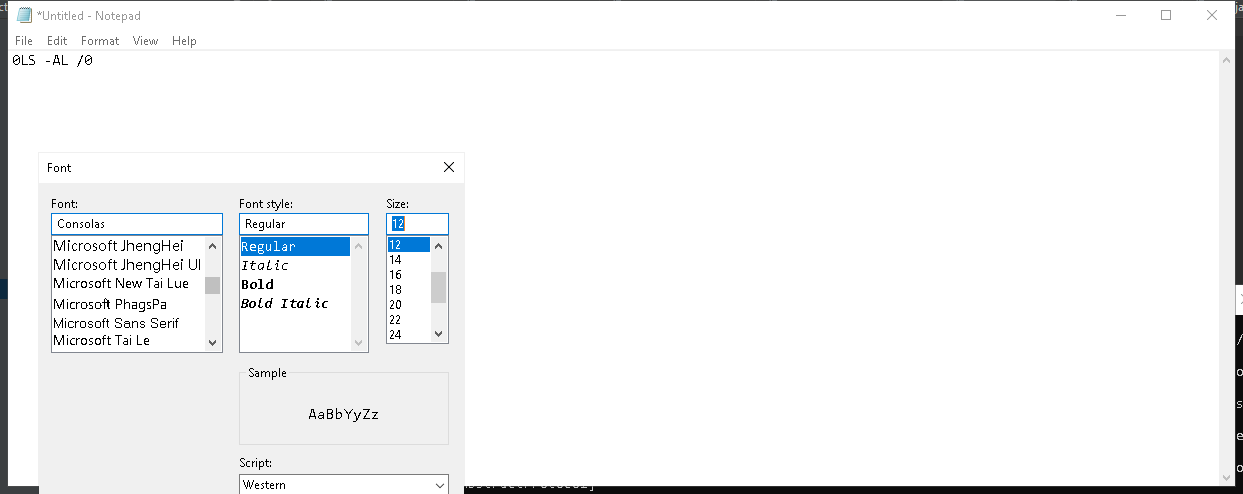 *Untitled - Notepad
File Edit Format View Help
0LS -AL /0
Font
Font: Font style: Size:
Consolas Regular 12
Microsoft JhengHei Regular 12
Microsoft JhengHei UI Italic 14
Microsoft New Tai Lue Bold 16
Microsoft PhagsPa Bold Italic 18
Microsoft Sans Serif 20
Microsoft Tai Le 22
24
Sample
AaBbYyZz
Script:
Western